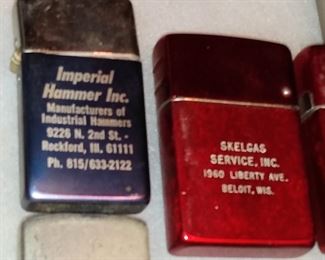 Imperial
Hammer Inc.
Manufacturers of
Industrial Hammers
9226 N. 2nd St. -
Rockford, Ill. 61111
Ph. 815/633-2122
SKELGAS
SERVICE, INC.
1960 LIBERTY AVE.
BELOIT, WIS.